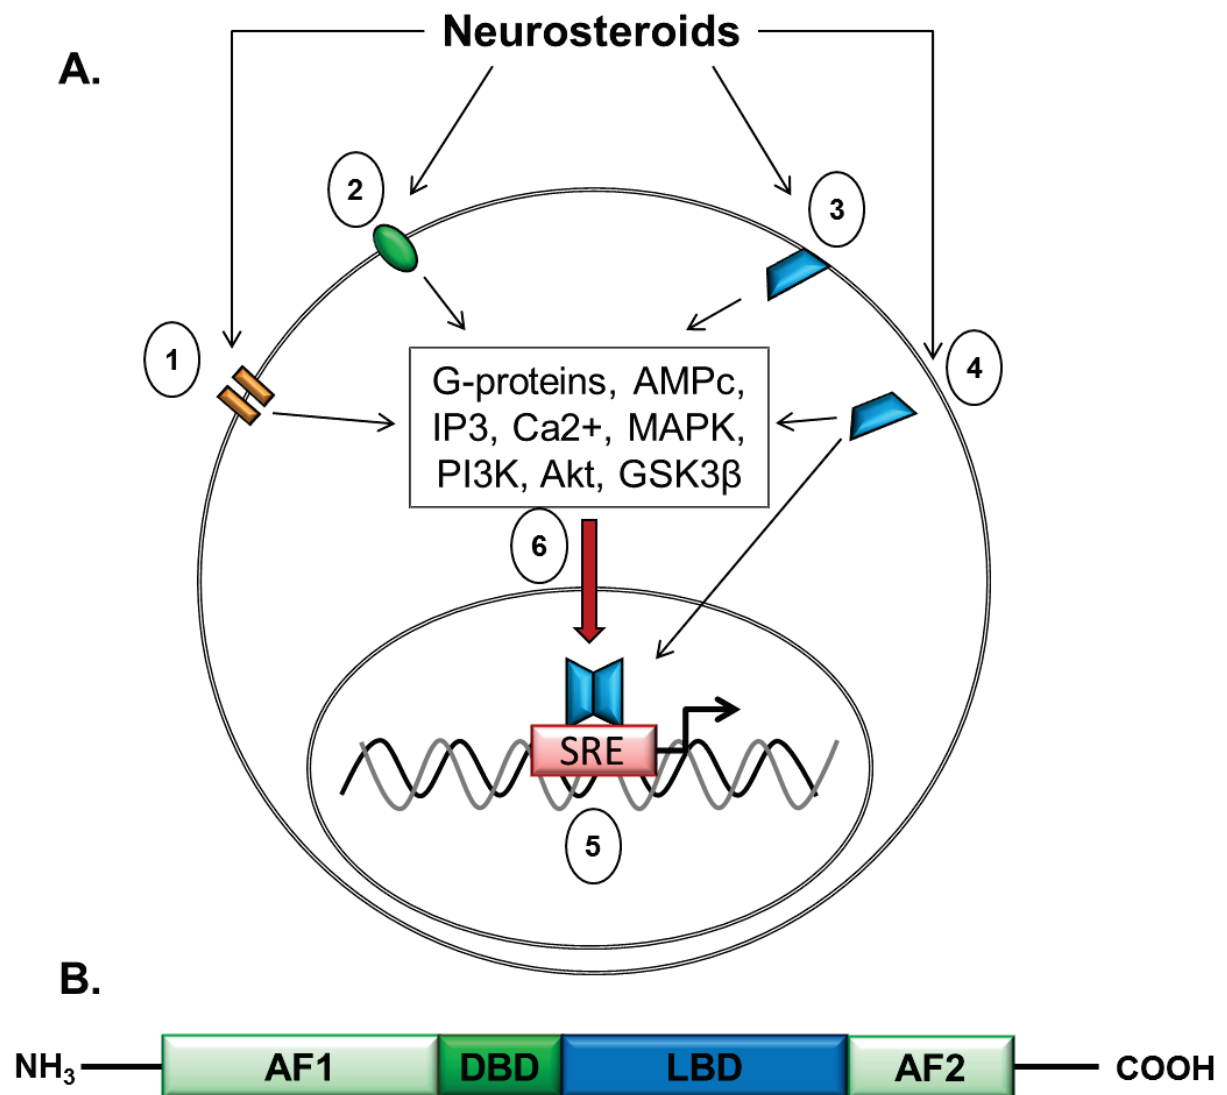 Neurosteroids
A.
2
3
1
4
G-proteins, AMPc,
IP3, Ca2+, MAPK,
PI3K, Akt, GSK3β
6
SRE
5
B.
NH3 AF1 DBD LBD AF2 COOH